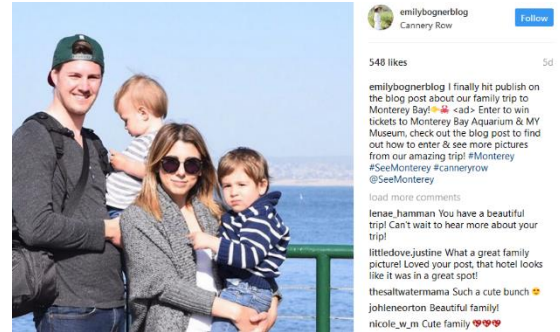 emilybognerblog
Cannery Row
Follow
548 likes
5d
emilybognerblog I finally hit publish on
the blog post about our family trip to
Monterey Bay!☀️🦀 <ad> Enter to win
tickets to Monterey Bay Aquarium & MY
Museum, check out the blog post to find
out how to enter & see more pictures
from our amazing trip! #Monterey
#SeeMonterey #canneryrow
@SeeMonterey
load more comments
lenae_hamman You have a beautiful
trip! Can't wait to hear more about your
trip!
littledove.justine What a great family
picture! Loved your post, that hotel looks
like it was in a great spot!
thesaltwatermama Such a cute bunch 😍
johleneorton Beautiful family!
nicole_w_m Cute family 💖💖💖